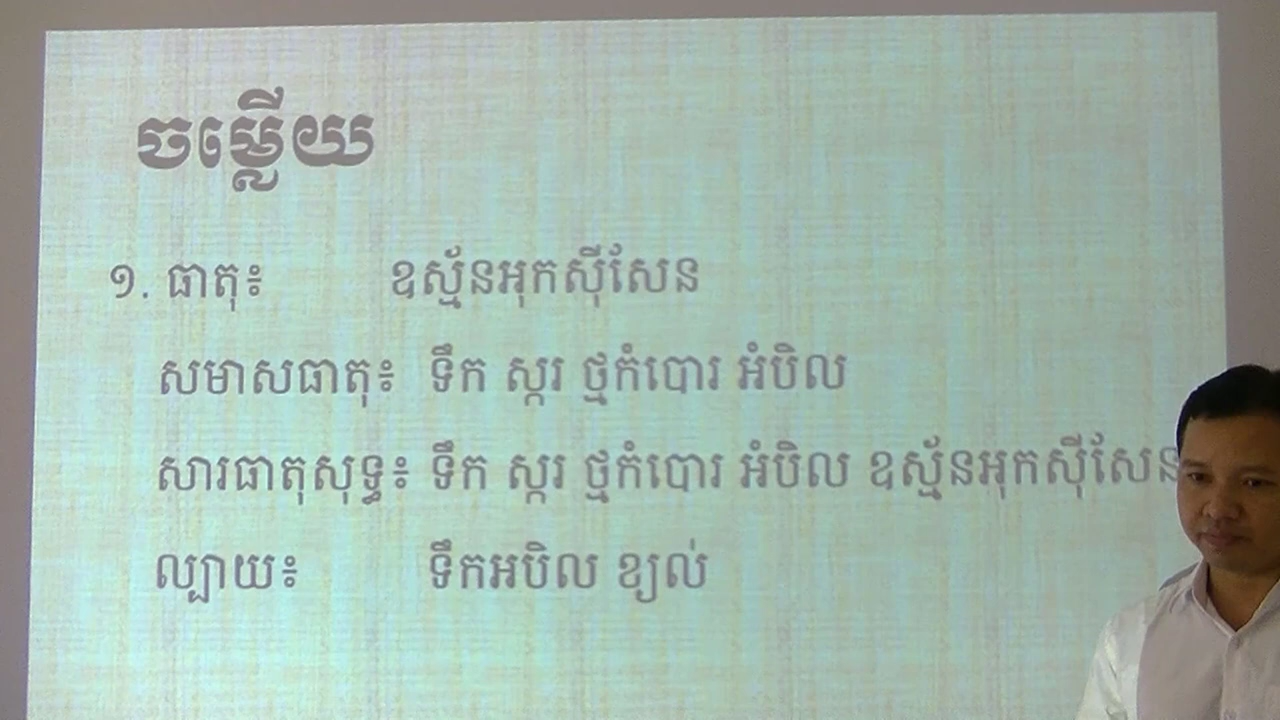 ចម្លើយ
១. ធាតុ៖ ឧស្ម័នអុកស៊ីសែន
សមាសធាតុ៖ ទឹក ស្ករ ថ្មកំបោរ អំបិល
សារធាតុសុទ្ធ៖ ទឹក ស្ករ ថ្មកំបោរ អំបិល ឧស្ម័នអុកស៊ីសែន
ល្បាយ៖ ទឹកអបិល ខ្យល់